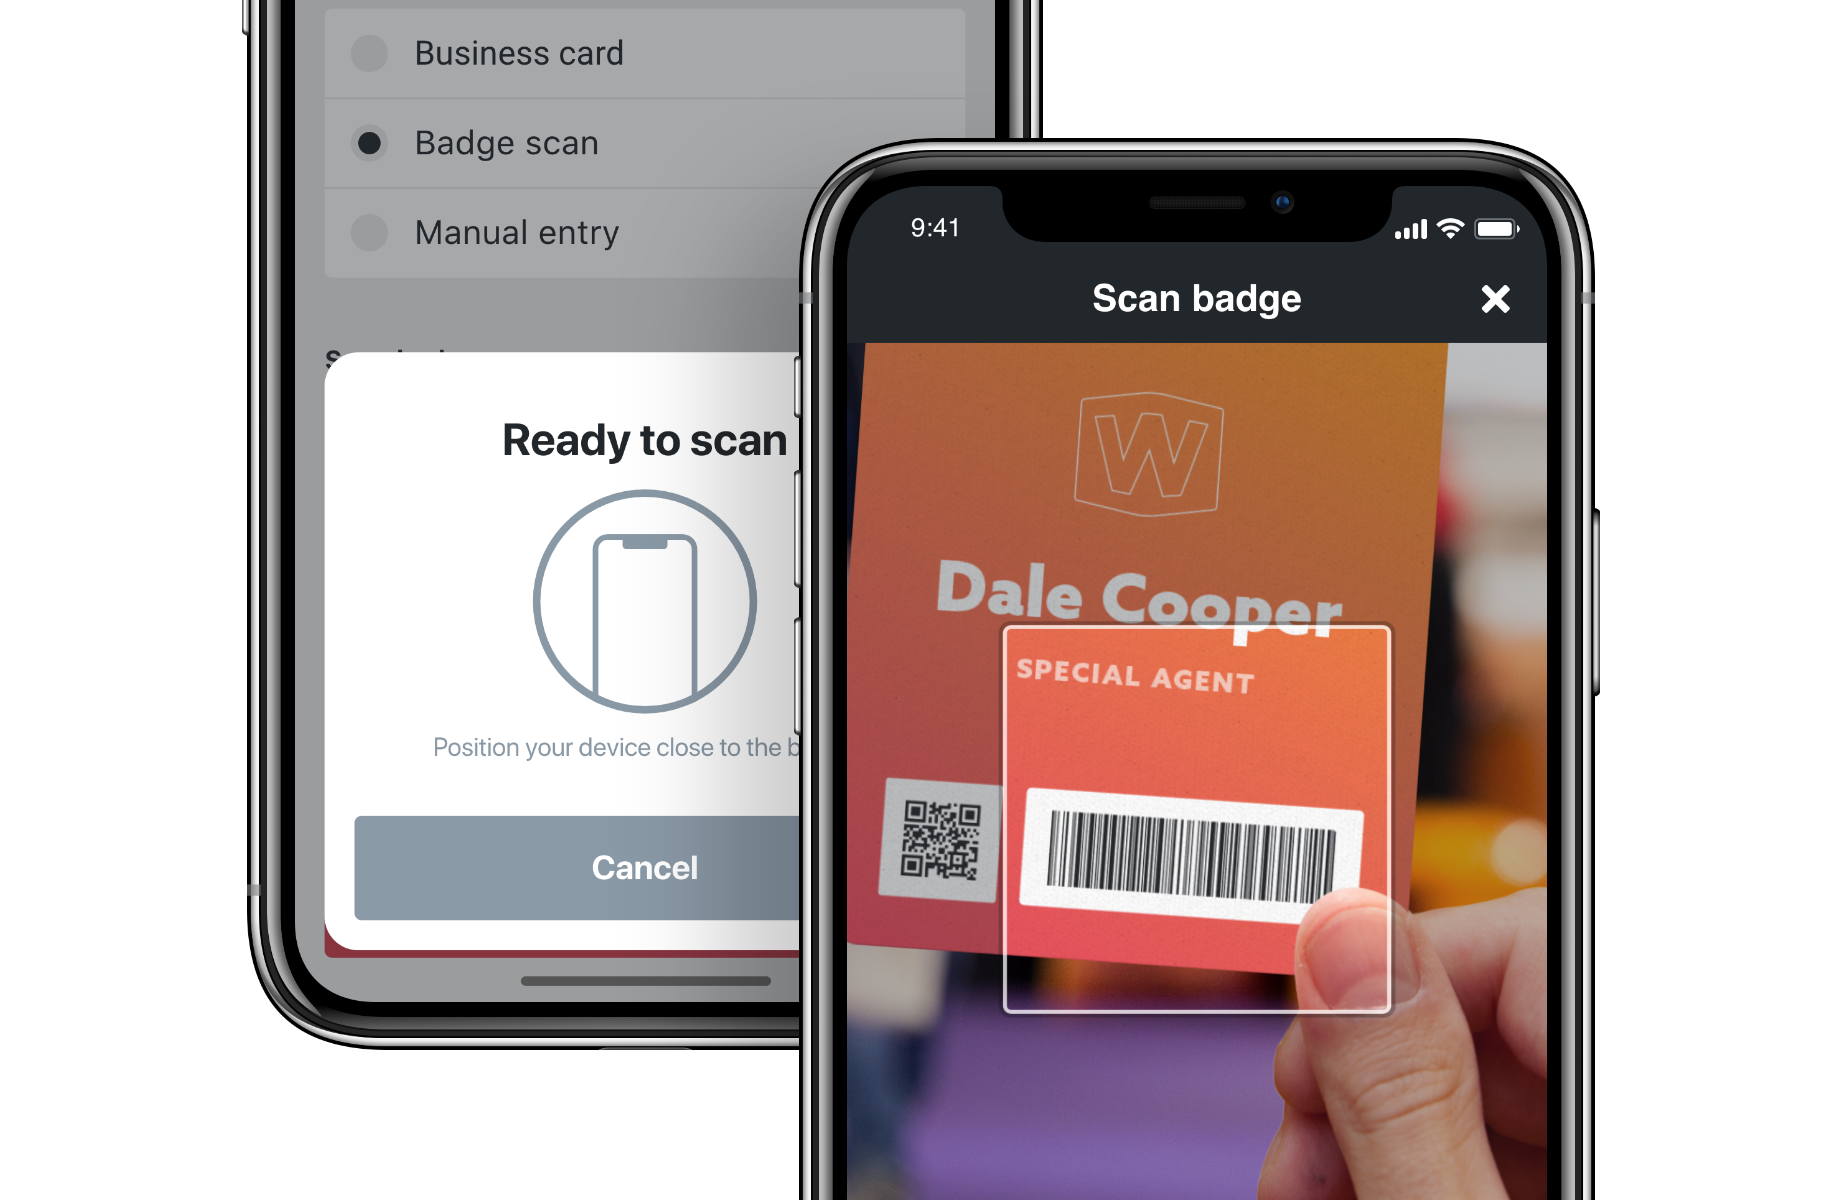 Business card
Badge scan
Manual entry
Ready to scan
Position your device close to the
Cancel
9:41
Scan badge
W
Dale Cooper
SPECIAL AGENT